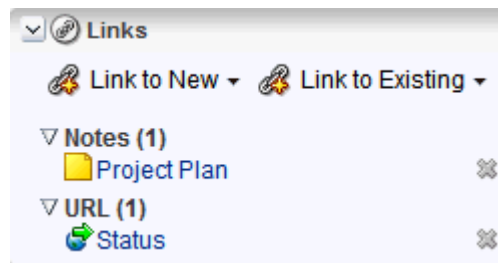 Links
Link to New Link to Existing
Notes (1)
Project Plan
URL (1)
Status